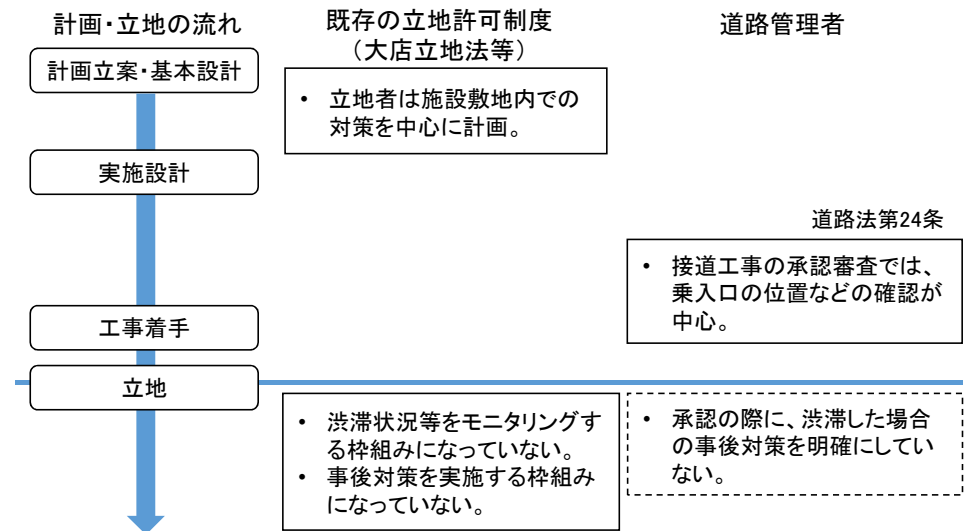 計画・立地の流れ
既存の立地許可制度
（大店立地法等）
道路管理者
計画立案・基本設計
• 立地者は施設敷地内での
対策を中心に計画。
実施設計
道路法第24条
• 接道工事の承認審査では、
乗入口の位置などの確認が
中心。
工事着手
立地
• 渋滞状況等をモニタリングす
る枠組みになっていない。
• 事後対策を実施する枠組み
になっていない。
• 承認の際に、渋滞した場合
の事後対策を明確にしてい
ない。